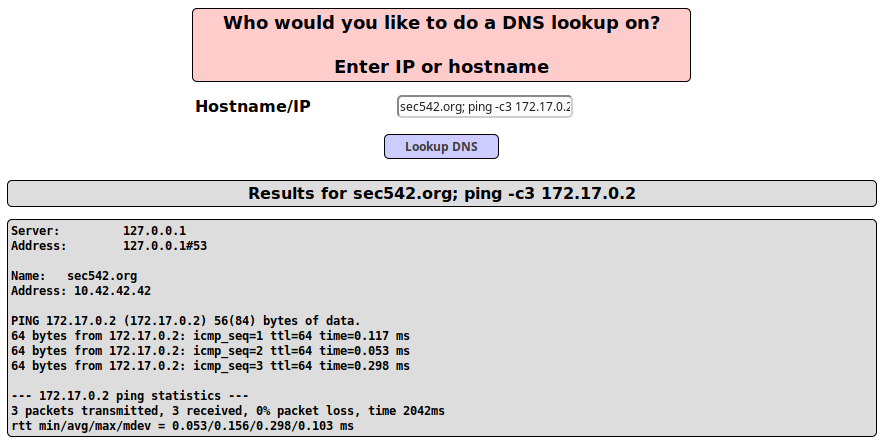 Who would you like to do a DNS lookup on?
Enter IP or hostname
Hostname/IP
sec542.org; ping -c3 172.17.0.2
Lookup DNS
Results for sec542.org; ping -c3 172.17.0.2
Server: 127.0.0.1
Address: 127.0.0.1#53
Name: sec542.org
Address: 10.42.42.42
PING 172.17.0.2 (172.17.0.2) 56(84) bytes of data.
64 bytes from 172.17.0.2: icmp_seq=1 ttl=64 time=0.117 ms
64 bytes from 172.17.0.2: icmp_seq=2 ttl=64 time=0.053 ms
64 bytes from 172.17.0.2: icmp_seq=3 ttl=64 time=0.298 ms
--- 172.17.0.2 ping statistics ---
3 packets transmitted, 3 received, 0% packet loss, time 2042ms
rtt min/avg/max/mdev = 0.053/0.156/0.298/0.103 ms